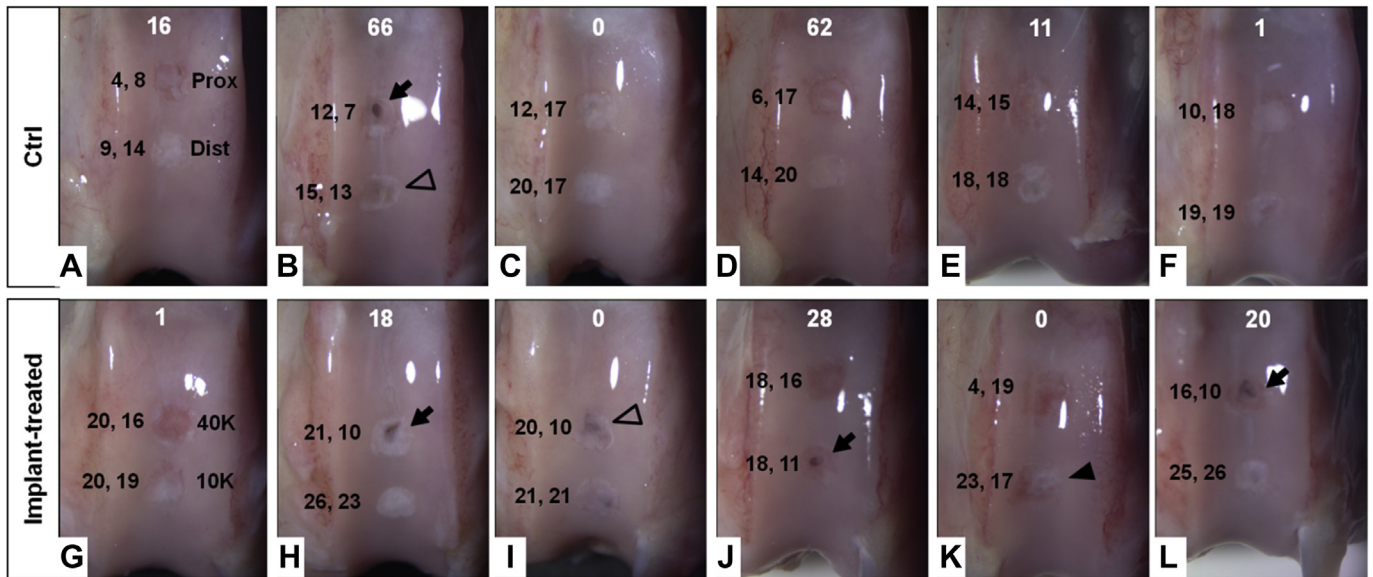 Ctrl
16
4, 8 Prox
9, 14 Dist
A
66
12, 7
15, 13
B
0
12, 17
20, 17
C
62
6, 17
14, 20
D
11
14, 15
18, 18
E
1
10, 18
19, 19
F
Implant-treated
1
20, 16 40K
20, 19 10K
G
18
21, 10
26, 23
H
0
20, 10
21, 21
I
28
18, 16
18, 11
J
0
4, 19
23, 17
K
20
16,10
25, 26
L